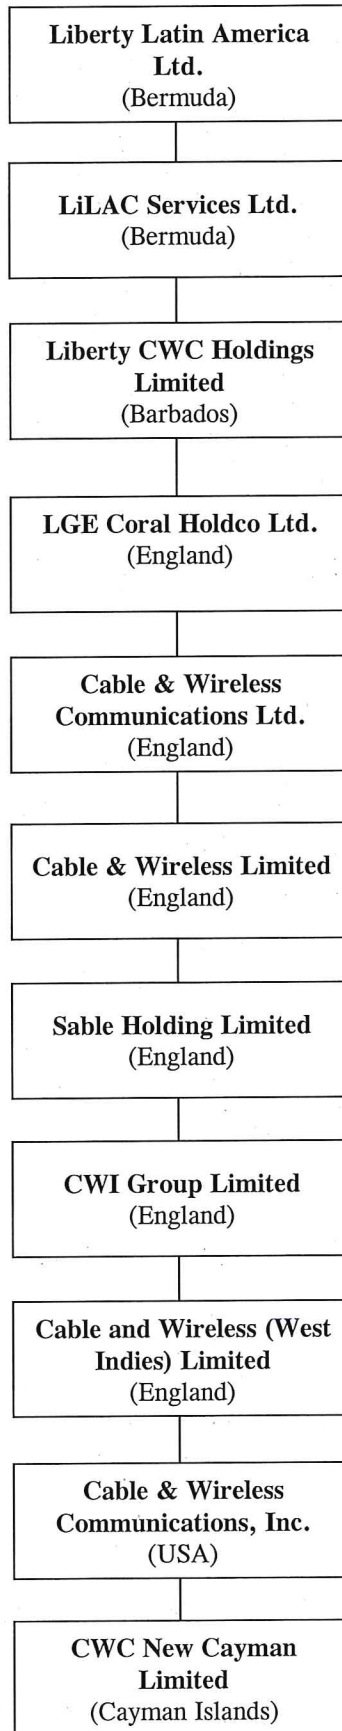 Liberty Latin America
Ltd.
(Bermuda)
LiLAC Services Ltd.
(Bermuda)
Liberty CWC Holdings
Limited
(Barbados)
LGE Coral Holdco Ltd.
(England)
Cable & Wireless
Communications Ltd.
(England)
Cable & Wireless Limited
(England)
Sable Holding Limited
(England)
CWI Group Limited
(England)
Cable and Wireless (West
Indies) Limited
(England)
Cable & Wireless
Communications, Inc.
(USA)
CWC New Cayman
Limited
(Cayman Islands)